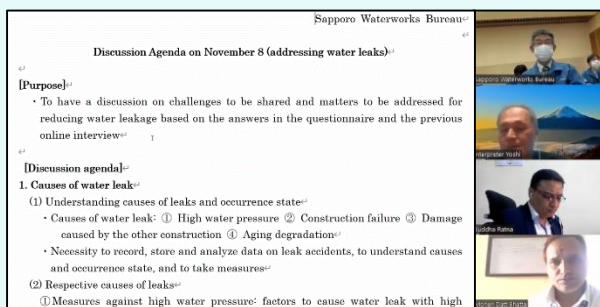 Sapporo Waterworks Bureau
Discussion Agenda on November 8 (addressing water leaks)
[Purpose]
・To have a discussion on challenges to be shared and matters to be addressed for
reducing water leakage based on the answers in the questionnaire and the previous
online interview
[Discussion agenda]
1. Causes of water leak
(1) Understanding causes of leaks and occurrence state
・Causes of water leak: ① High water pressure ② Construction failure ③ Damage
caused by the other construction ④ Aging degradation
・Necessity to record, store and analyze data on leak accidents, to understand causes
and occurrence state, and to take measures
(2) Respective causes of leaks
①Measures against high water pressure: factors to cause water leak with high
Sapporo Waterworks Bureau
Interpreter Yoshi
Buddha Ratna
Mohan Datt Bhatta